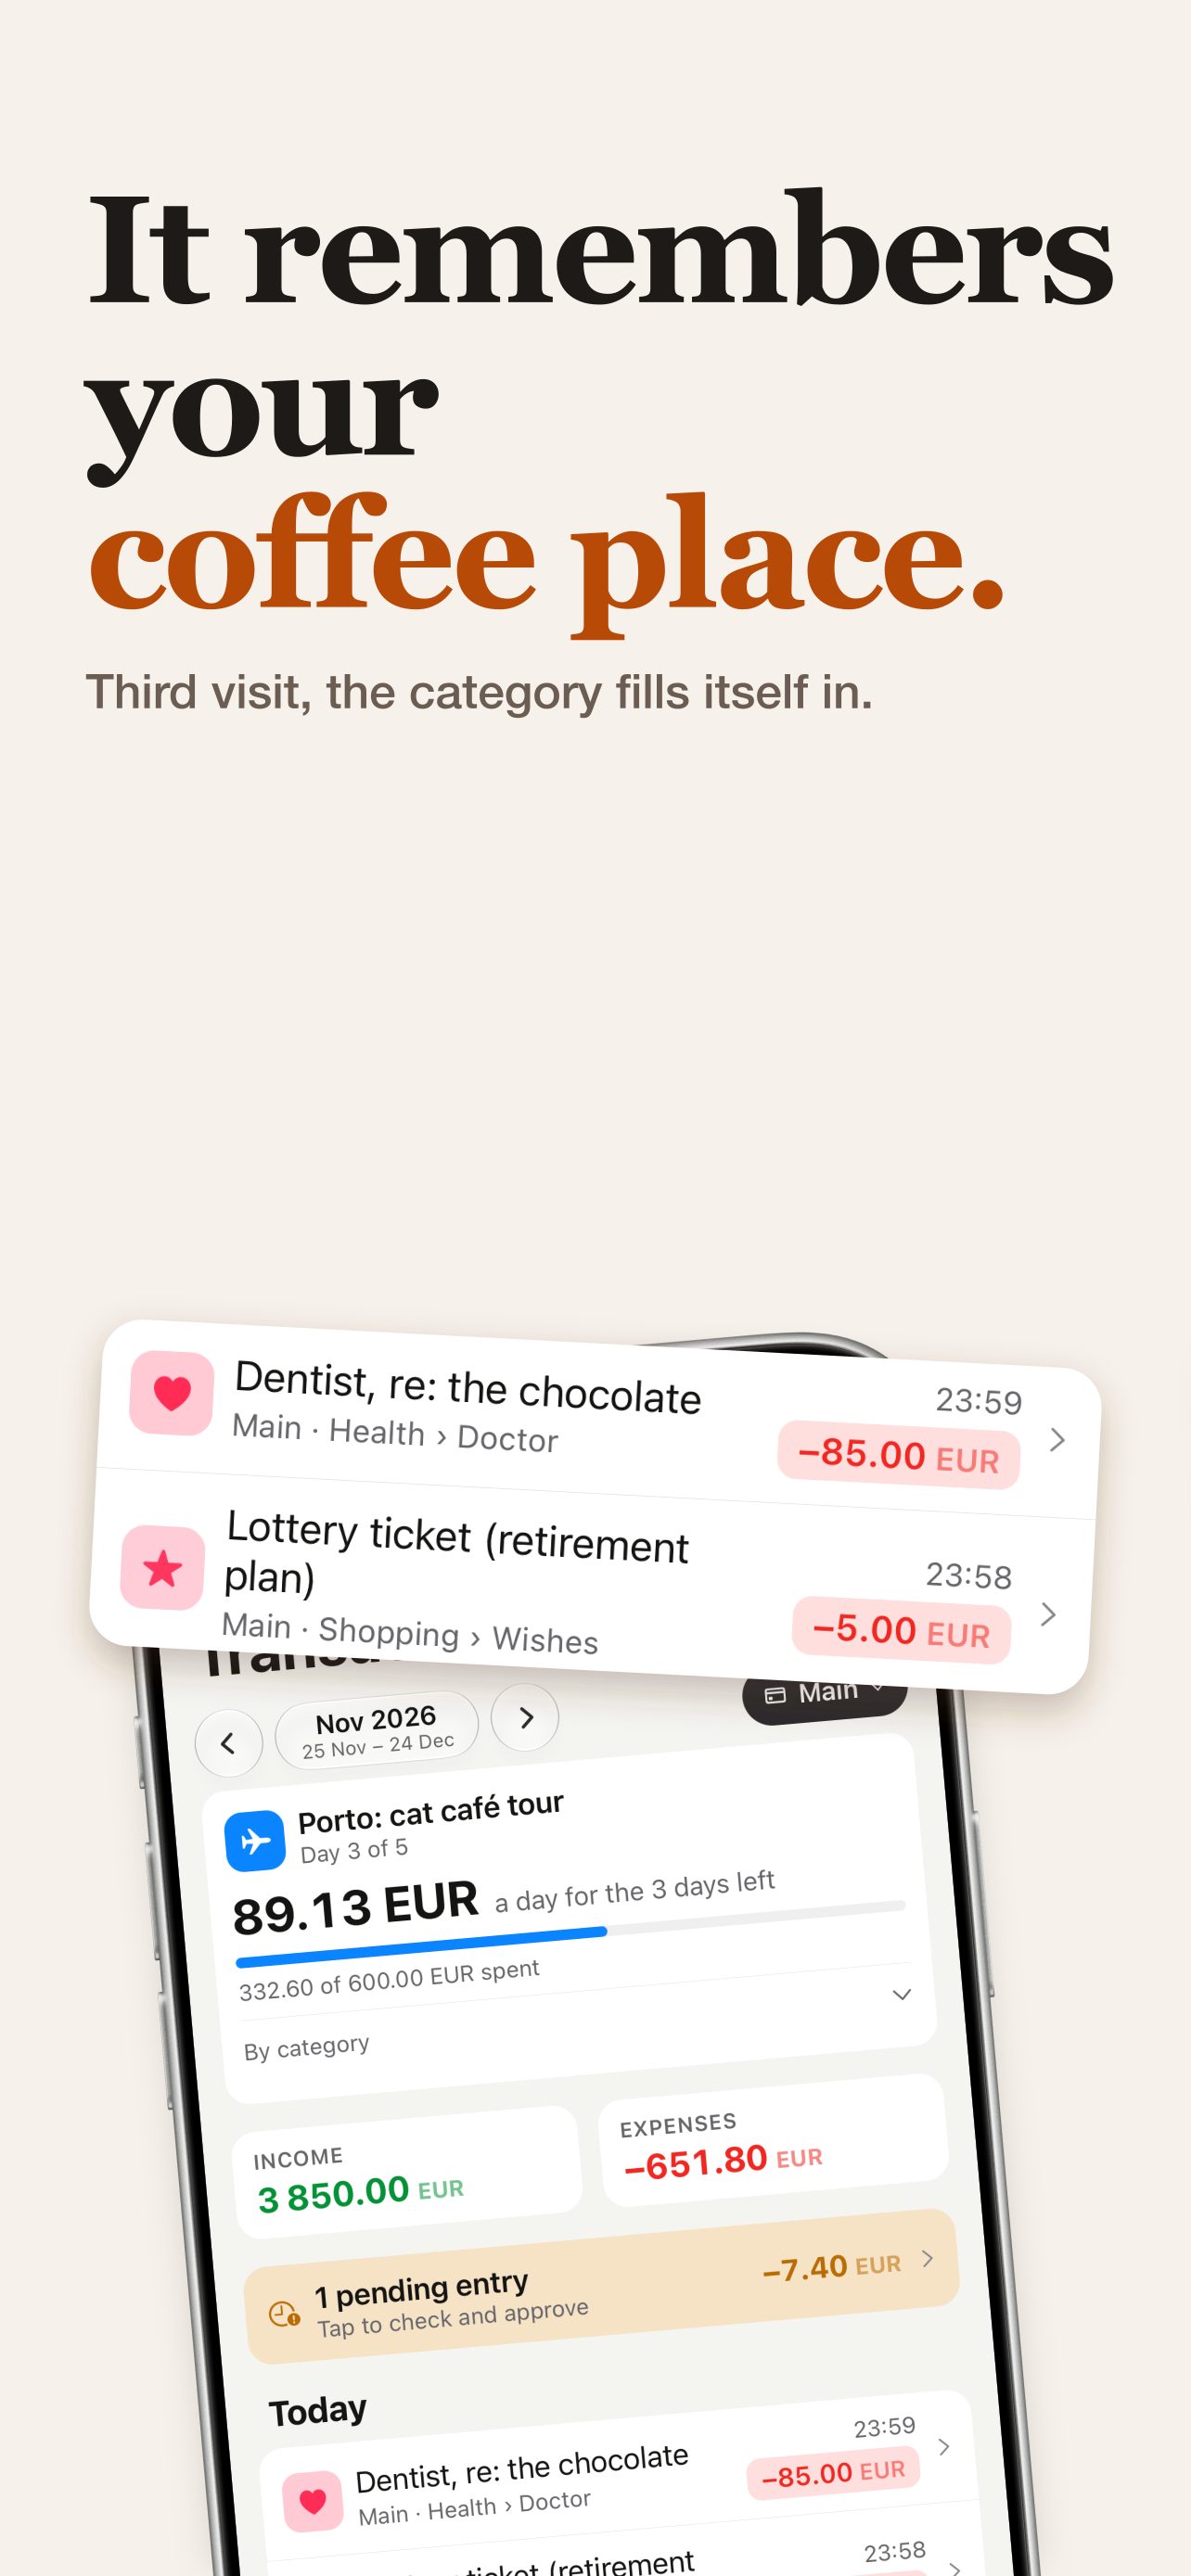 It remembers
your
coffee place.
Third visit, the category fills itself in.
Dentist, re: the chocolate
23:59
Main · Health › Doctor
−85.00 EUR
Lottery ticket (retirement
plan)
23:58
Main · Shopping › Wishes
−5.00 EUR
Main
Nov 2026
25 Nov – 24 Dec
Porto: cat café tour
Day 3 of 5
89.13 EUR a day for the 3 days left
332.60 of 600.00 EUR spent
By category
INCOME
3 850.00 EUR
EXPENSES
−651.80 EUR
1 pending entry
−7.40 EUR
Tap to check and approve
Today
Dentist, re: the chocolate
23:59
Main · Health › Doctor
−85.00 EUR
ticket (retirement
23:58